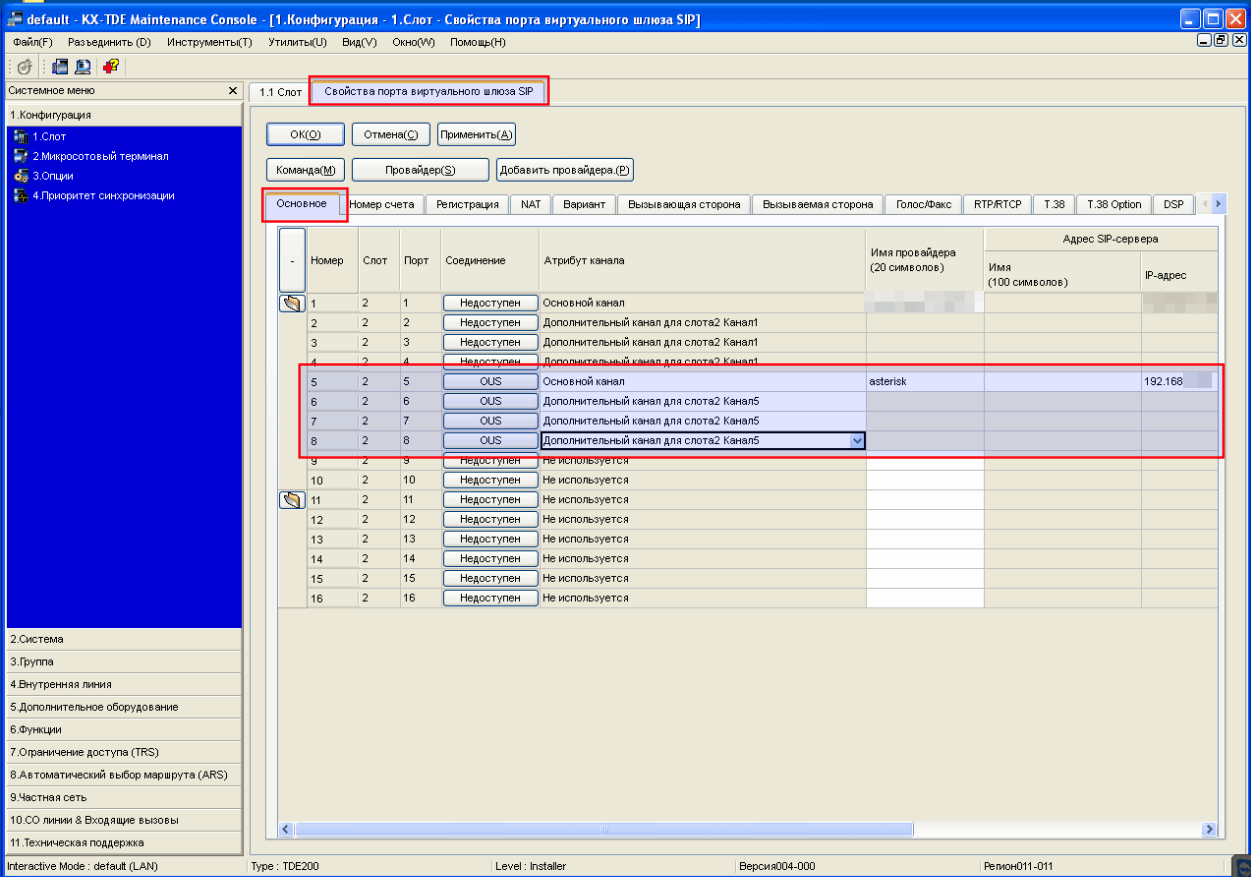 default - KX-TDE Maintenance Console - [1.Конфигурация - 1.Слот - Свойства порта виртуального шлюза SIP]
Файл(F) Разъединить (D) Инструменты(T) Утилиты(U) Вид(V) Окно(W) Помощь(H)
Системное меню
1.1 Слот Свойства порта виртуального шлюза SIP
1.Конфигурация
1.Слот
2.Микросотовый терминал
3.Опции
4.Приоритет синхронизации
OK(O) Отмена(C) Применить(A)
Команда(M) Провайдер(S) Добавить провайдера.(P)
Основное Номер счета Регистрация NAT Вариант Вызывающая сторона Вызываемая сторона Голос/Факс RTP/RTCP T.38 T.38 Option DSP
Адрес SIP-сервера
- Номер Слот Порт Соединение Атрибут канала Имя провайдера (20 символов) Имя (100 символов) IP-адрес
1 2 1 Недоступен Основной канал
2 2 2 Недоступен Дополнительный канал для слота2 Канал1
3 2 3 Недоступен Дополнительный канал для слота2 Канал1
4 2 4 Недоступен Дополнительный канал для слота2 Канал1
5 2 5 OUS Основной канал asterisk 192.168
6 2 6 OUS Дополнительный канал для слота2 Канал5
7 2 7 OUS Дополнительный канал для слота2 Канал5
8 2 8 OUS Дополнительный канал для слота2 Канал5
9 2 9 Недоступен Не используется
10 2 10 Недоступен Не используется
11 2 11 Недоступен Не используется
12 2 12 Недоступен Не используется
13 2 13 Недоступен Не используется
14 2 14 Недоступен Не используется
15 2 15 Недоступен Не используется
16 2 16 Недоступен Не используется
2.Система
3.Группа
4.Внутренняя линия
5.Дополнительное оборудование
6.Функции
7.Ограничение доступа (TRS)
8.Автоматический выбор маршрута (ARS)
9.Частная сеть
10.CO линии & Входящие вызовы
11.Техническая поддержка
Interactive Mode : default (LAN) Type : TDE200 Level : Installer Версия004-000 Регион011-011